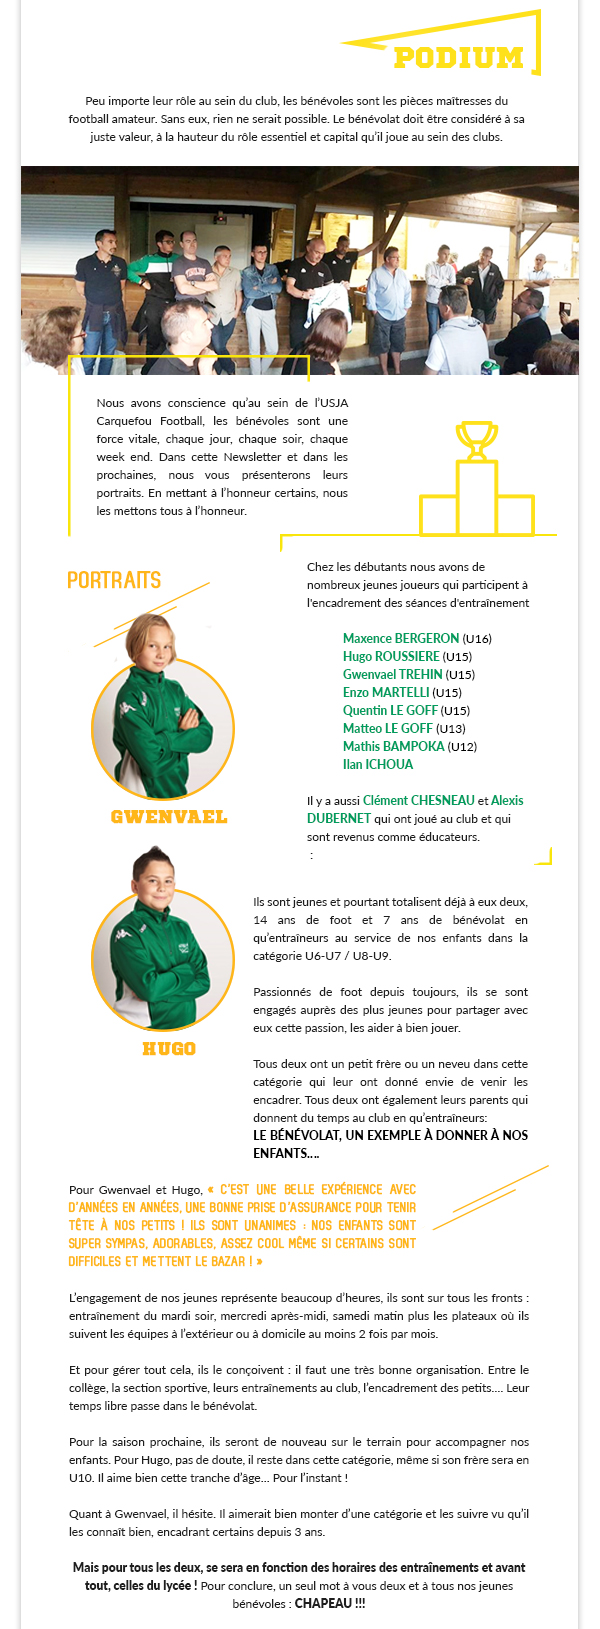 PODIUM
Peu importe leur rôle au sein du club, les bénévoles sont les pièces maîtresses du
football amateur. Sans eux, rien ne serait possible. Le bénévolat doit être considéré à sa
juste valeur, à la hauteur du rôle essentiel et capital qu’il joue au sein des clubs.
Nous avons conscience qu’au sein de l’USJA
Carquefou Football, les bénévoles sont une
force vitale, chaque jour, chaque soir, chaque
week end. Dans cette Newsletter et dans les
prochaines, nous vous présenterons leurs
portraits. En mettant à l’honneur certains, nous
les mettons tous à l’honneur.
PORTRAITS
GWENVAEL
Chez les débutants nous avons de
nombreux jeunes joueurs qui participent à
l'encadrement des séances d'entraînement
Maxence BERGERON (U16)
Hugo ROUSSIERE (U15)
Gwenvael TREHIN (U15)
Enzo MARTELLI (U15)
Quentin LE GOFF (U15)
Matteo LE GOFF (U13)
Mathis BAMPOKA (U12)
Ilan ICHOUA
Il y a aussi Clément CHESNEAU et Alexis
DUBERNET qui ont joué au club et qui
sont revenus comme éducateurs.
:
HUGO
Ils sont jeunes et pourtant totalisent déjà à eux deux,
14 ans de foot et 7 ans de bénévolat en
qu’entraîneurs au service de nos enfants dans la
catégorie U6-U7 / U8-U9.
Passionnés de foot depuis toujours, ils se sont
engagés auprès des plus jeunes pour partager avec
eux cette passion, les aider à bien jouer.
Tous deux ont un petit frère ou un neveu dans cette
catégorie qui leur ont donné envie de venir les
encadrer. Tous deux ont également leurs parents qui
donnent du temps au club en qu’entraîneurs:
LE BÉNÉVOLAT, UN EXEMPLE À DONNER À NOS
ENFANTS....
Pour Gwenvael et Hugo, « C’EST UNE BELLE EXPÉRIENCE AVEC
D’ANNÉES EN ANNÉES, UNE BONNE PRISE D’ASSURANCE POUR TENIR
TÊTE À NOS PETITS ! ILS SONT UNANIMES : NOS ENFANTS SONT
SUPER SYMPAS, ADORABLES, ASSEZ COOL MÊME SI CERTAINS SONT
DIFFICILES ET METTENT LE BAZAR ! »
L’engagement de nos jeunes représente beaucoup d’heures, ils sont sur tous les fronts :
entraînement du mardi soir, mercredi après-midi, samedi matin plus les plateaux où ils
suivent les équipes à l’extérieur ou à domicile au moins 2 fois par mois.
Et pour gérer tout cela, ils le conçoivent : il faut une très bonne organisation. Entre le
collège, la section sportive, leurs entraînements au club, l’encadrement des petits.... Leur
temps libre passe dans le bénévolat.
Pour la saison prochaine, ils seront de nouveau sur le terrain pour accompagner nos
enfants. Pour Hugo, pas de doute, il reste dans cette catégorie, même si son frère sera en
U10. Il aime bien cette tranche d’âge... Pour l’instant !
Quant à Gwenvael, il hésite. Il aimerait bien monter d’une catégorie et les suivre vu qu’il
les connaît bien, encadrant certains depuis 3 ans.
Mais pour tous les deux, se sera en fonction des horaires des entraînements et avant
tout, celles du lycée ! Pour conclure, un seul mot à vous deux et à tous nos jeunes
bénévoles : CHAPEAU !!!